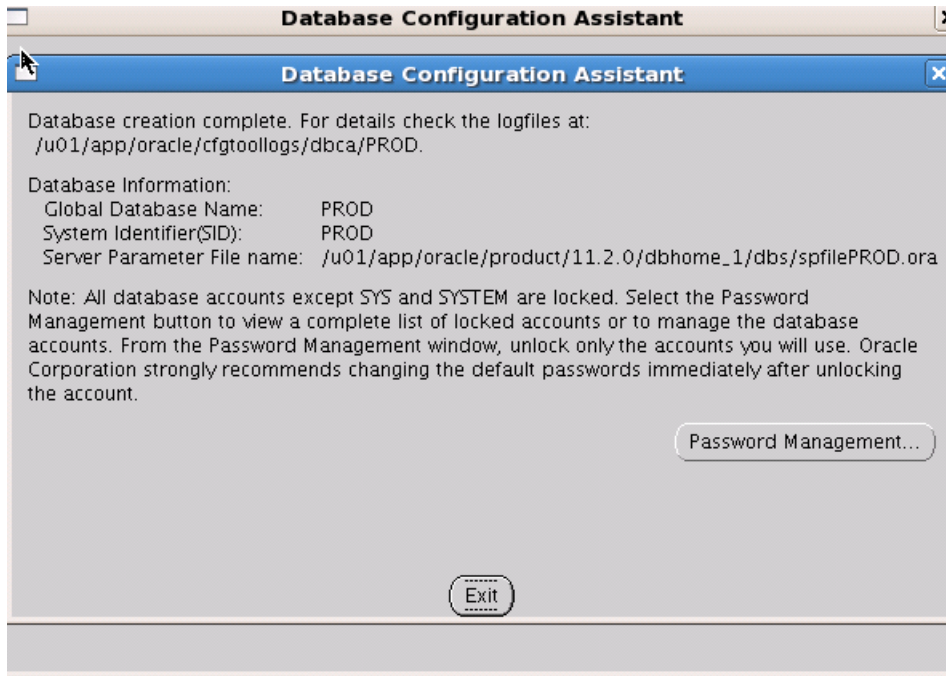 Database Configuration Assistant
Database Configuration Assistant
Database creation complete. For details check the logfiles at:
/u01/app/oracle/cfgtoollogs/dbca/PROD.
Database Information:
Global Database Name: PROD
System Identifier(SID): PROD
Server Parameter File name: /u01/app/oracle/product/11.2.0/dbhome_1/dbs/spfilePROD.ora
Note: All database accounts except SYS and SYSTEM are locked. Select the Password
Management button to view a complete list of locked accounts or to manage the database
accounts. From the Password Management window, unlock only the accounts you will use. Oracle
Corporation strongly recommends changing the default passwords immediately after unlocking
the account.
Password Management...
Exit